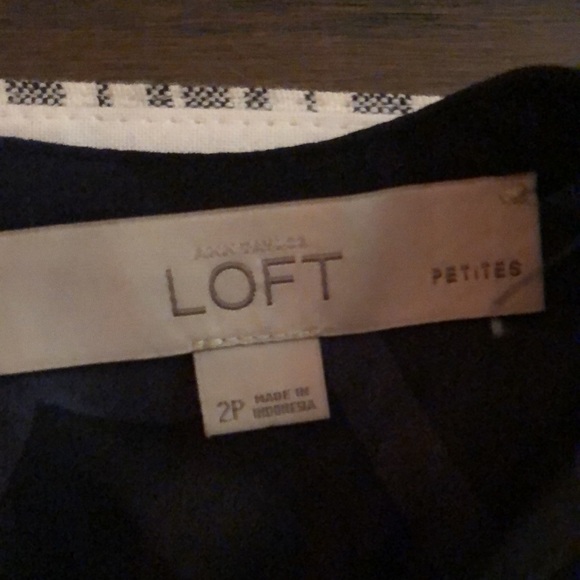 ANN TAYLOR
LOFT
PETITES
2P
MADE IN
INDONESIA